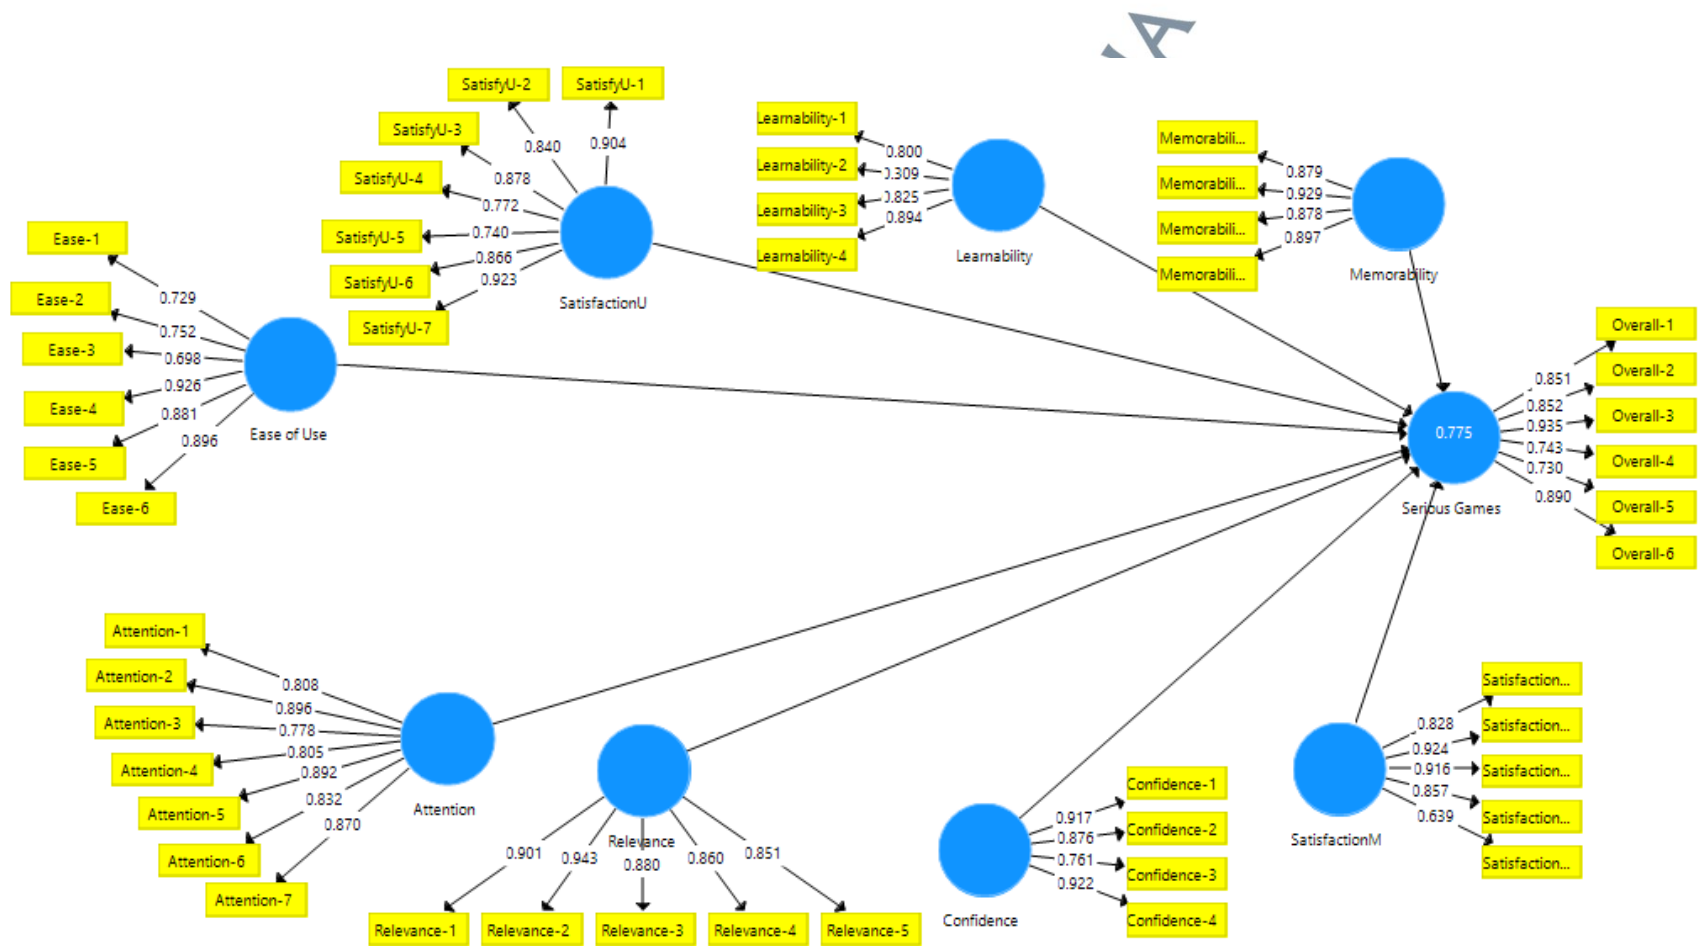 SatisfyU-2
SatisfyU-1
SatisfyU-3
0.840
0.904
SatisfyU-4
0.878
0.772
SatisfyU-5
0.740
0.866
SatisfyU-6
0.923
SatisfyU-7
SatisfactionU
Learnability-1
0.800
Learnability-2
0.309
0.825
Learnability-3
0.894
Learnability-4
Learnability
Memorabili...
0.879
Memorabili...
0.929
0.878
Memorabili...
0.897
Memorabili...
Memorability
Ease-1
0.729
Ease-2
0.752
Ease-3
0.698
0.926
Ease-4
0.881
0.896
Ease-5
Ease-6
Ease of Use
Overall-1
0.851
Overall-2
0.852
Overall-3
0.935
0.743
Overall-4
0.730
0.890
Overall-5
Overall-6
0.775
Serious Games
Attention-1
0.808
Attention-2
0.896
Attention-3
0.778
0.805
Attention-4
0.892
0.832
Attention-5
0.870
Attention-6
Attention-7
Attention
Relevance
0.901
0.943
0.880
0.860
0.851
Relevance-1
Relevance-2
Relevance-3
Relevance-4
Relevance-5
Confidence-1
0.917
Confidence-2
0.876
0.761
Confidence-3
0.922
Confidence-4
Confidence
Satisfaction...
0.828
Satisfaction...
0.924
0.916
Satisfaction...
0.857
0.639
Satisfaction...
Satisfaction...
SatisfactionM